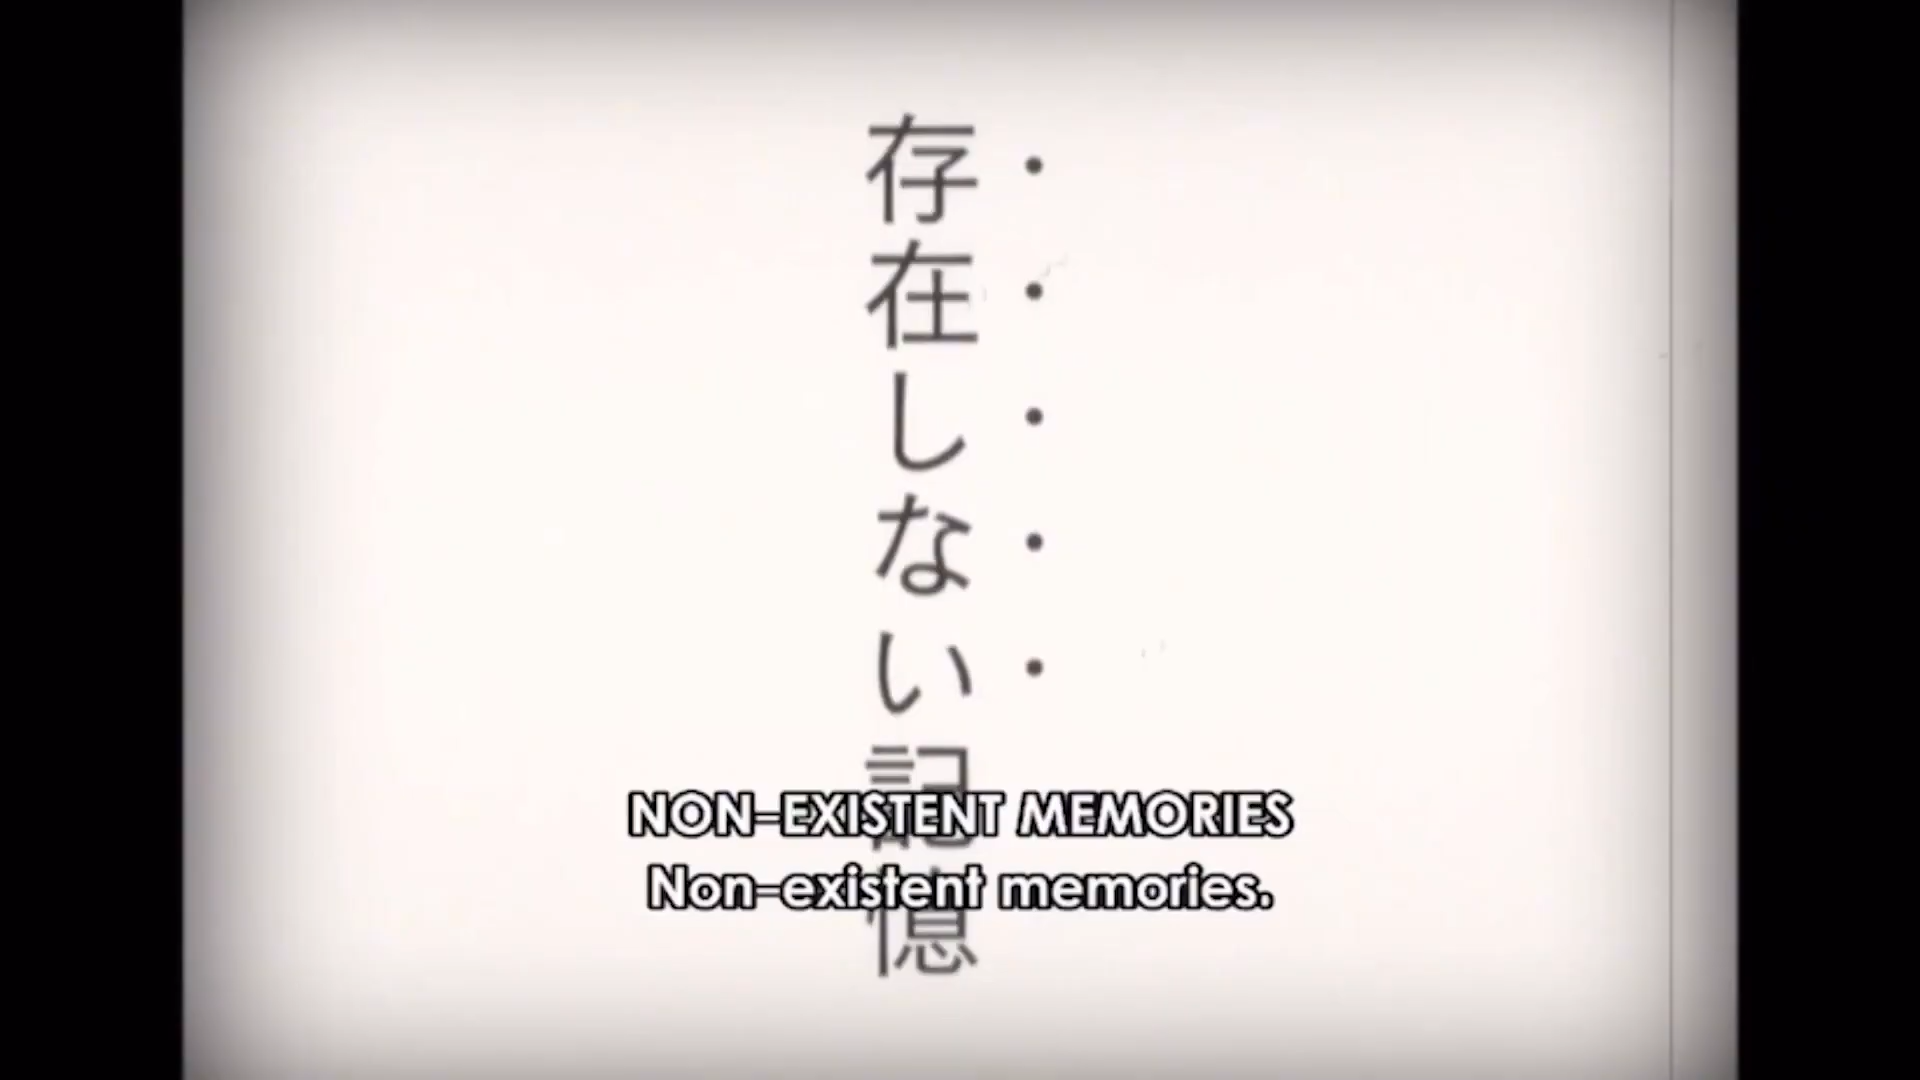 存在しない記憶
NON-EXISTENT MEMORIES
Non-existent memories.